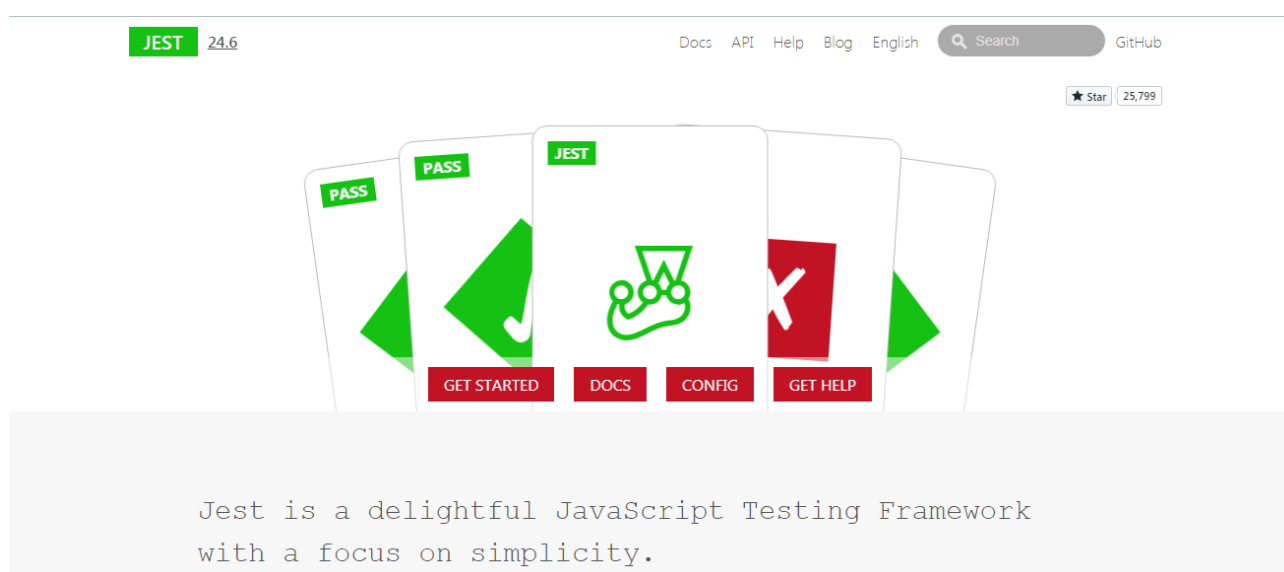 JEST 24.6 Docs API Help Blog English Search GitHub
Star 25,799
JEST
PASS
PASS
GET STARTED DOCS CONFIG GET HELP
Jest is a delightful JavaScript Testing Framework
with a focus on simplicity.